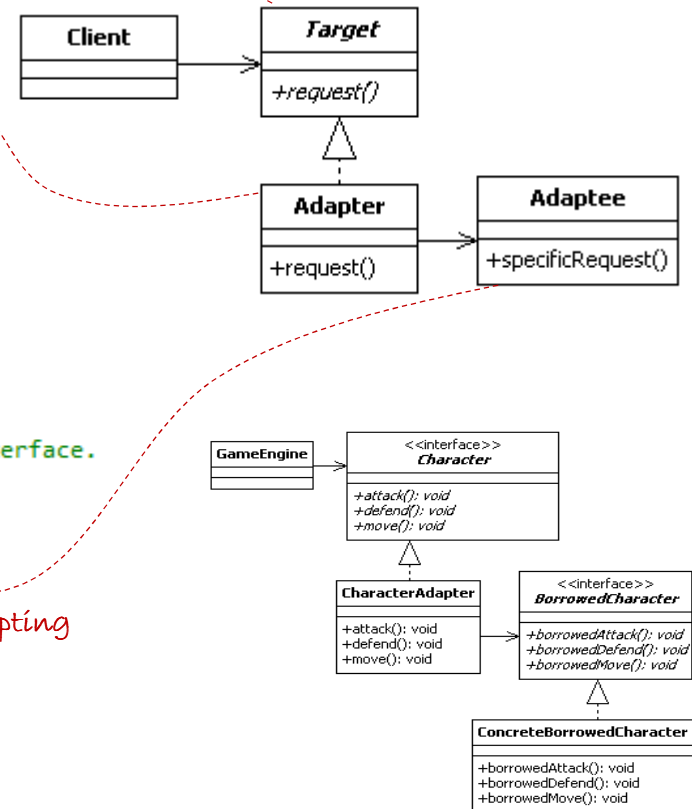 Client
Target
+request()
Adapter
+request()
Adaptee
+specificRequest()
erface.
pting
GameEngine
<<interface>>
Character
+attack(): void
+defend(): void
+move(): void
CharacterAdapter
+attack(): void
+defend(): void
+move(): void
<<interface>>
BorrowedCharacter
+borrowedAttack(): void
+borrowedDefend(): void
+borrowedMove(): void
ConcreteBorrowedCharacter
+borrowedAttack(): void
+borrowedDefend(): void
+borrowedMove(): void